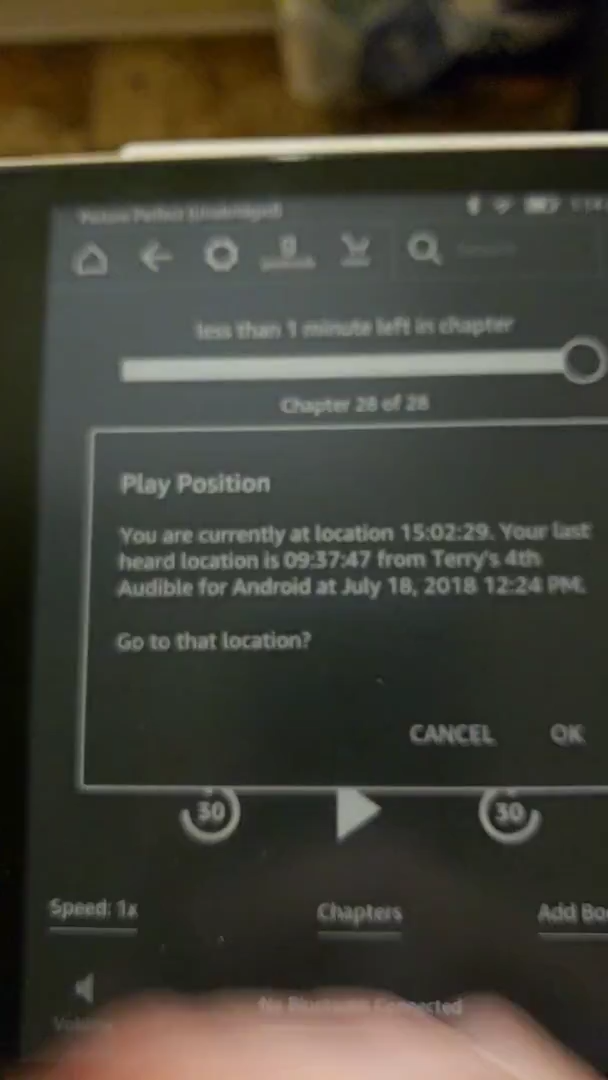 Picture Perfect (Unabridged)
less than 1 minute left in chapter
Chapter 28 of 28
Play Position
You are currently at location 15:02:29. Your last
heard location is 09:37:47 from Terry's 4th
Audible for Android at July 18, 2018 12:24 PM.
Go to that location?
CANCEL OK
30 30
Speed: 1x Chapters Add Bo
No Bluetooth Connected